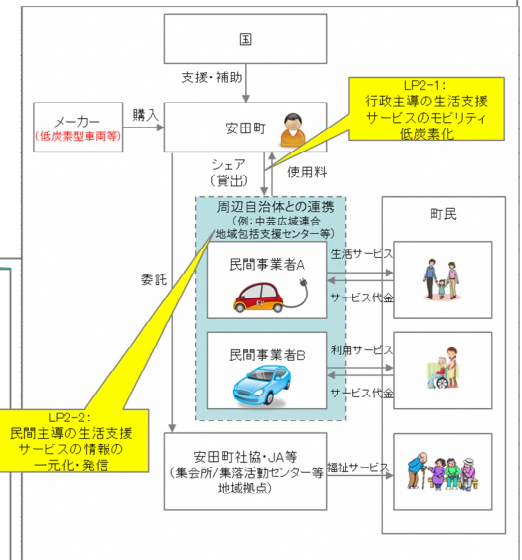 国
支援・補助
メーカー
(低炭素型車両等)
購入
安田町
LP2-1:
行政主導の生活支援
サービスのモビリティ
低炭素化
シェア
(貸出)
使用料
周辺自治体との連携
(例:中芸広域連合
/地域包括支援センター等)
町民
民間事業者A
生活サービス
サービス代金
委託
民間事業者B
利用サービス
サービス代金
LP2-2:
民間主導の生活支援
サービスの情報の
一元化・発信
安田町社協・JA等
(集会所/集落活動センター等
地域拠点)
福祉サービス